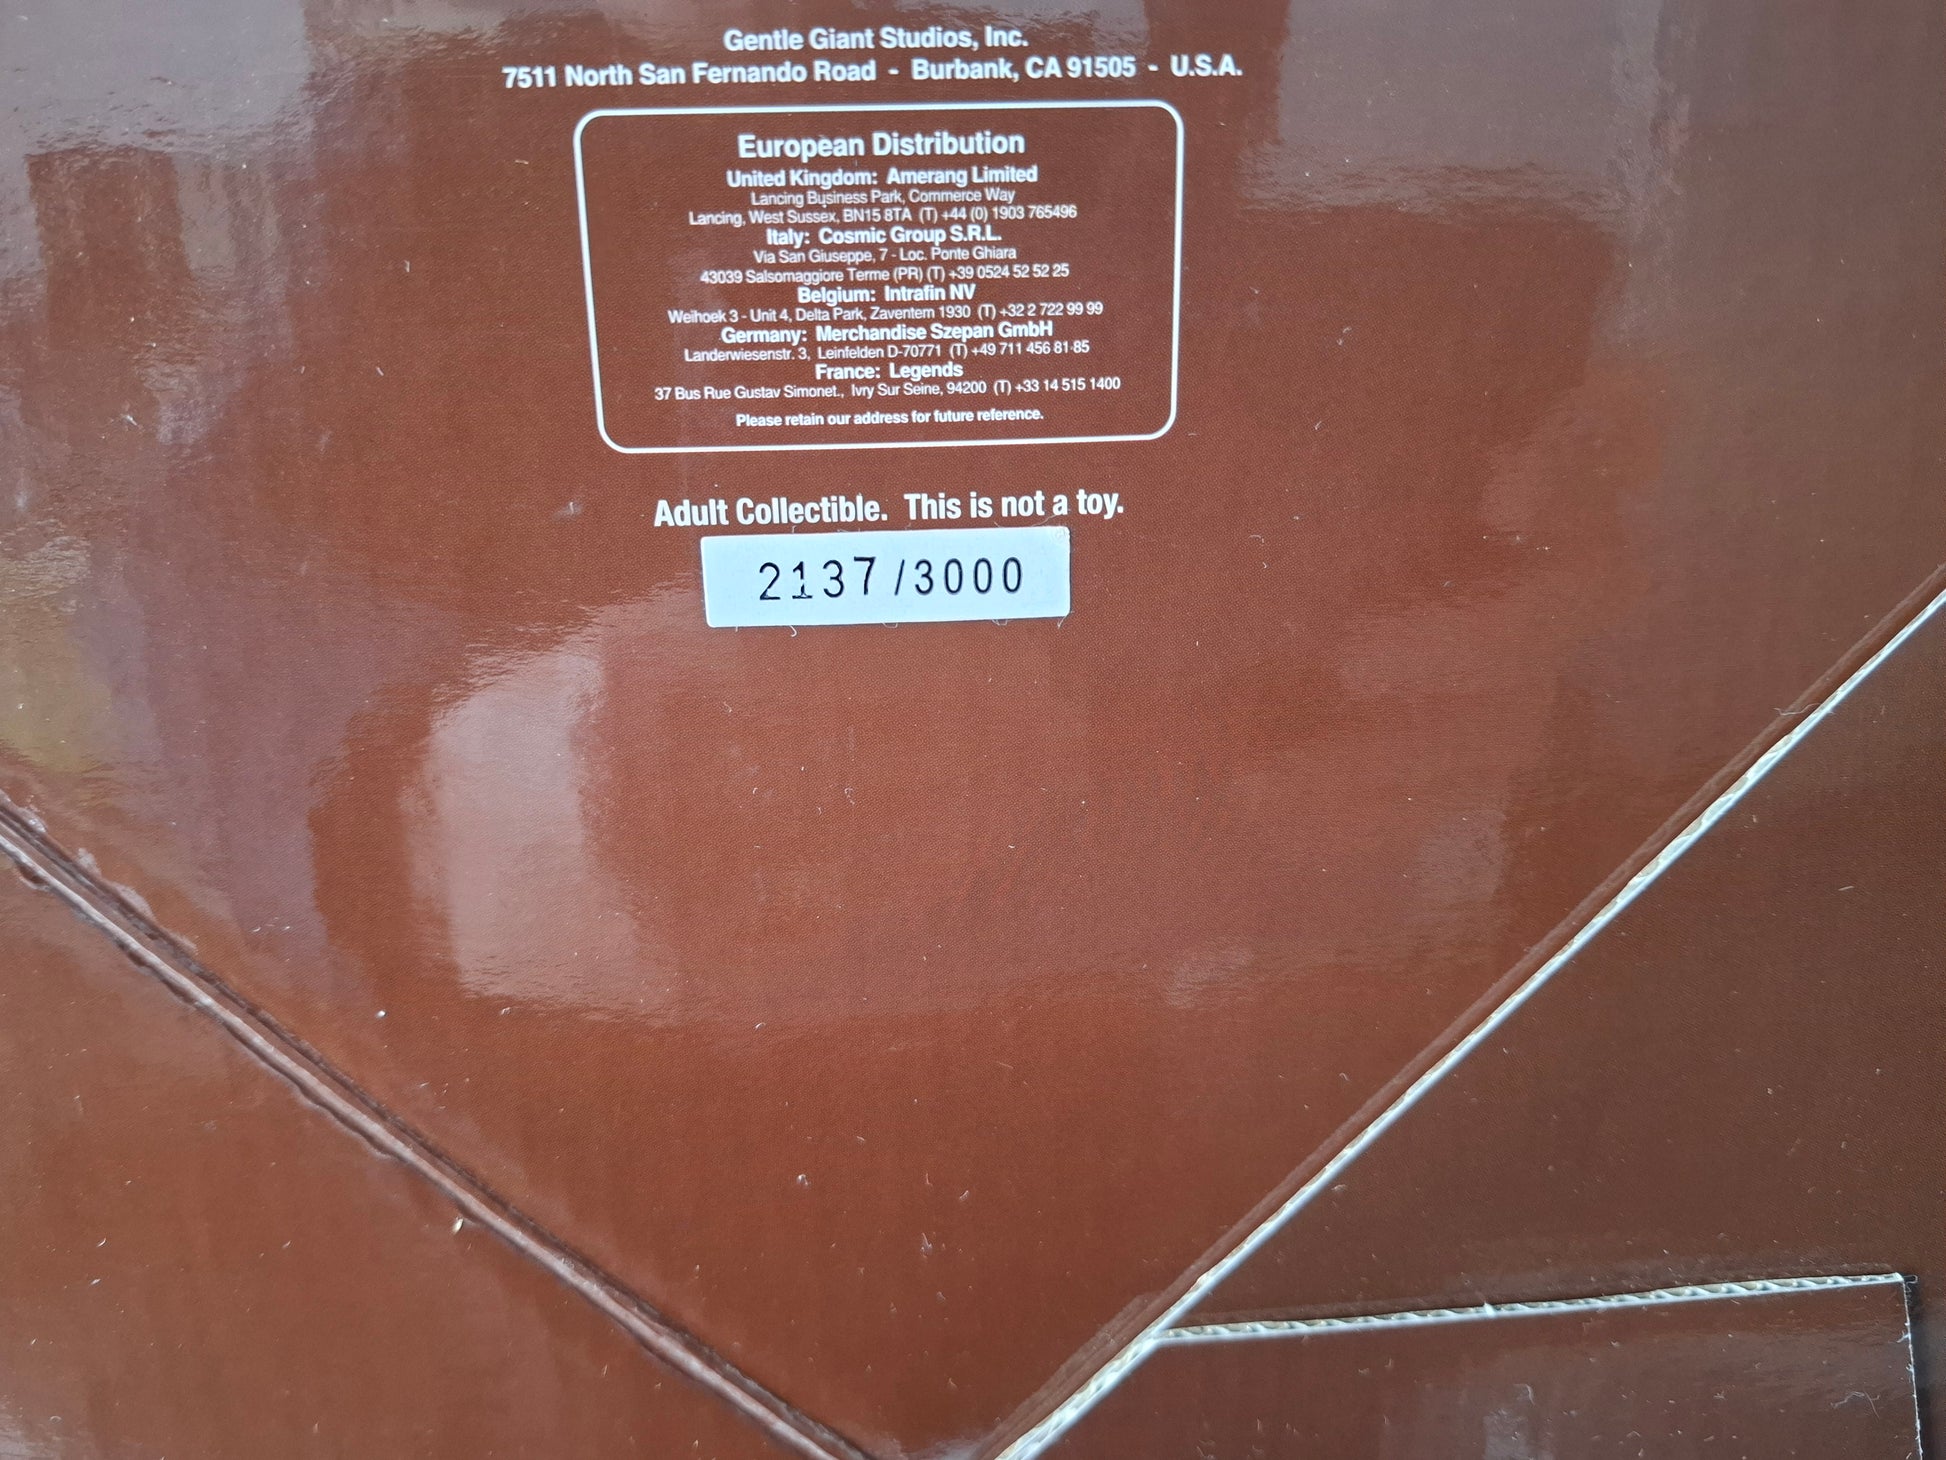 Gentle Giant Studios, Inc.
7511 North San Fernando Road - Burbank, CA 91505 - U.S.A.
European Distribution
United Kingdom: Amerang Limited
Lancing Business Park, Commerce Way
Lancing, West Sussex, BN15 8TA (T) +44 (0) 1903 765496
Italy: Cosmic Group S.R.L.
Via San Giuseppe, 7 - Loc. Ponte Ghiara
43039 Salsomaggiore Terme (PR) (T) +39 0524 52 52 25
Belgium: Intrafin NV
Weihoek 3 - Unit 4, Delta Park, Zaventem 1930 (T) +32 2 722 99 99
Germany: Merchandise Szepan GmbH
Landerwiesenstr. 3, Leinfelden D-70771 (T) +49 711 456 81-85
France: Legends
37 Bus Rue Gustav Simonet., Ivry Sur Seine, 94200 (T) +33 14 515 1400
Please retain our address for future reference.
Adult Collectible. This is not a toy.
2137/3000